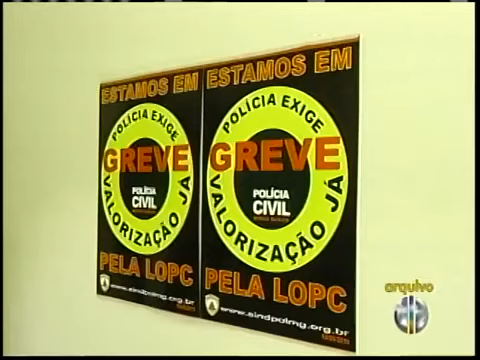 ESTAMOS EM
POLÍCIA EXIGE
GREVE
POLÍCIA
CIVIL
VALORIZAÇÃO JÁ
PELA LOPC
www.sindpolmg.org.br
ESTAMOS EM
POLÍCIA EXIGE
GREVE
POLÍCIA
CIVIL
VALORIZAÇÃO JÁ
PELA LOPC
www.sindpolmg.org.br
arquivo